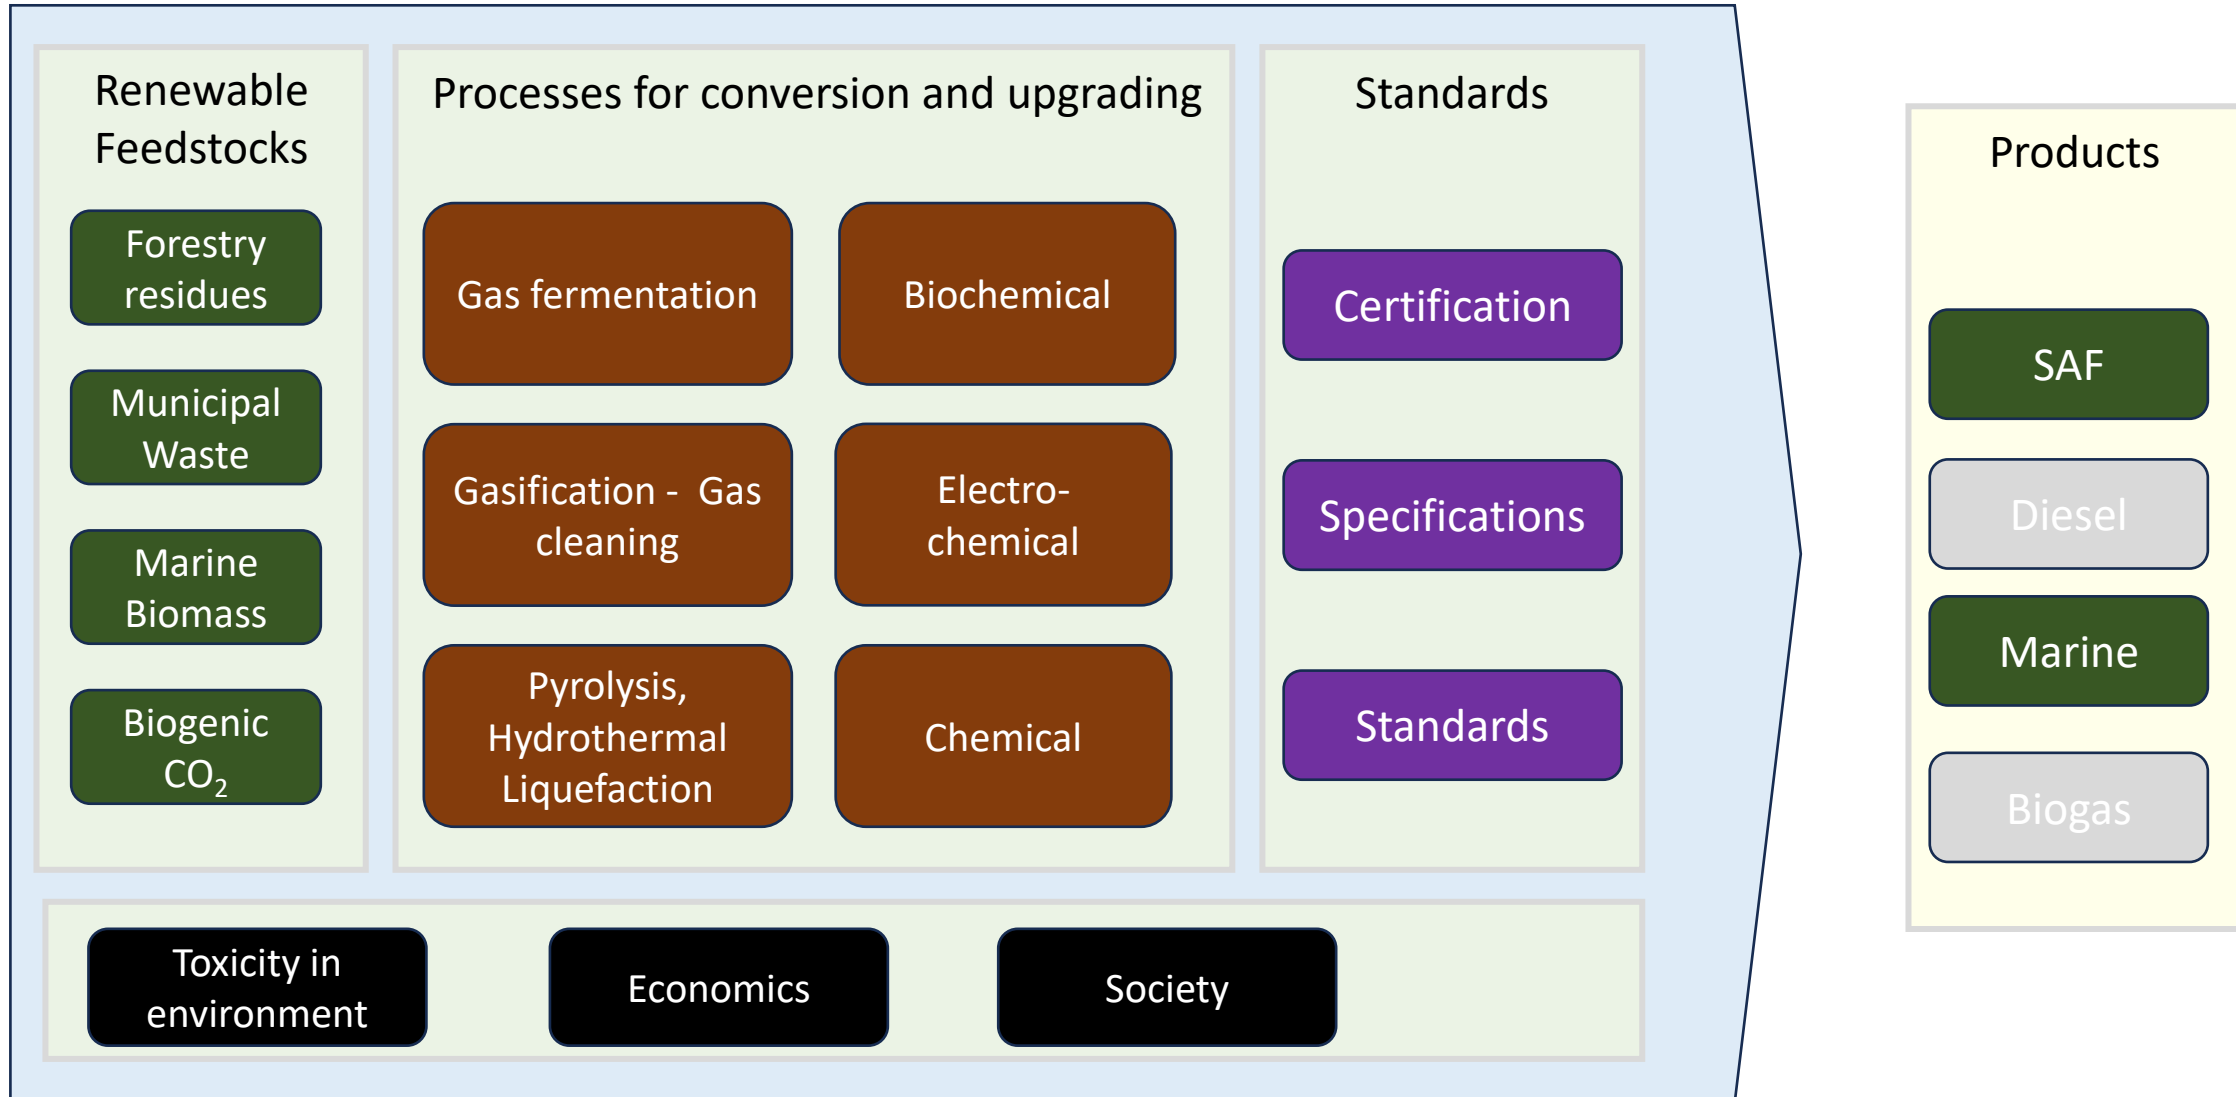 Renewable
Feedstocks
Forestry
residues
Municipal
Waste
Marine
Biomass
Biogenic
CO₂
Processes for conversion and upgrading
Gas fermentation
Biochemical
Gasification -  Gas
cleaning
Electro-
chemical
Pyrolysis,
Hydrothermal
Liquefaction
Chemical
Standards
Certification
Specifications
Standards
Toxicity in
environment
Economics
Society
Products
SAF
Diesel
Marine
Biogas